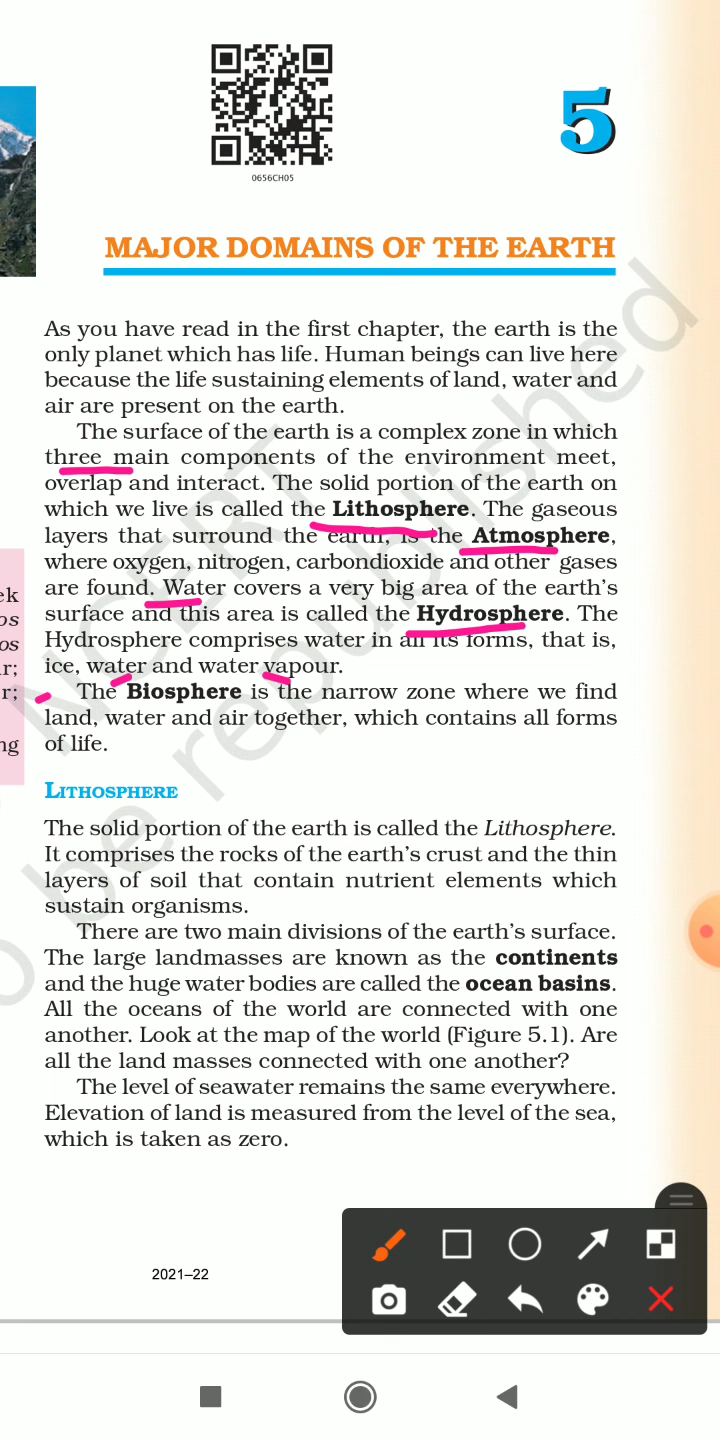 0656CH05
5
MAJOR DOMAINS OF THE EARTH
As you have read in the first chapter, the earth is the
only planet which has life. Human beings can live here
because the life sustaining elements of land, water and
air are present on the earth.
The surface of the earth is a complex zone in which
three main components of the environment meet,
overlap and interact. The solid portion of the earth on
which we live is called the Lithosphere. The gaseous
layers that surround the earth, is the Atmosphere,
where oxygen, nitrogen, carbondioxide and other gases
are found. Water covers a very big area of the earth's
surface and this area is called the Hydrosphere. The
Hydrosphere comprises water in all its forms, that is,
ice, water and water vapour.
The Biosphere is the narrow zone where we find
land, water and air together, which contains all forms
of life.
LITHOSPHERE
The solid portion of the earth is called the Lithosphere.
It comprises the rocks of the earth's crust and the thin
layers of soil that contain nutrient elements which
sustain organisms.
There are two main divisions of the earth's surface.
The large landmasses are known as the continents
and the huge water bodies are called the ocean basins.
All the oceans of the world are connected with one
another. Look at the map of the world (Figure 5.1). Are
all the land masses connected with one another?
The level of seawater remains the same everywhere.
Elevation of land is measured from the level of the sea,
which is taken as zero.
2021–22
NCERT
be republished